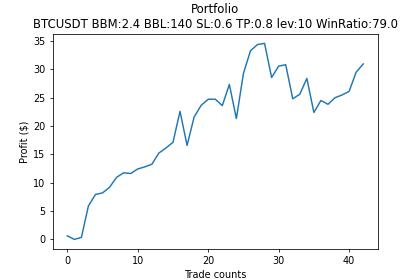 Portfolio
BTCUSDT BBM:2.4 BBL:140 SL:0.6 TP:0.8 lev:10 WinRatio:79.0
35
30
25
20
15
10
5
0
Profit ($)
0 10 20 30 40
Trade counts